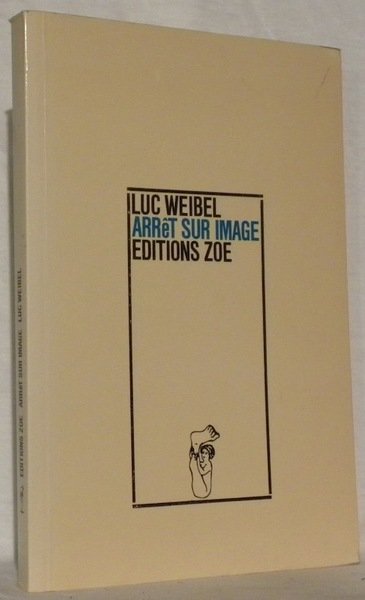 LUC WEIBEL
ARRêT SUR IMAGE
EDITIONS ZOE
EDITIONS ZOE ARRêT SUR IMAGE LUC WEIBEL